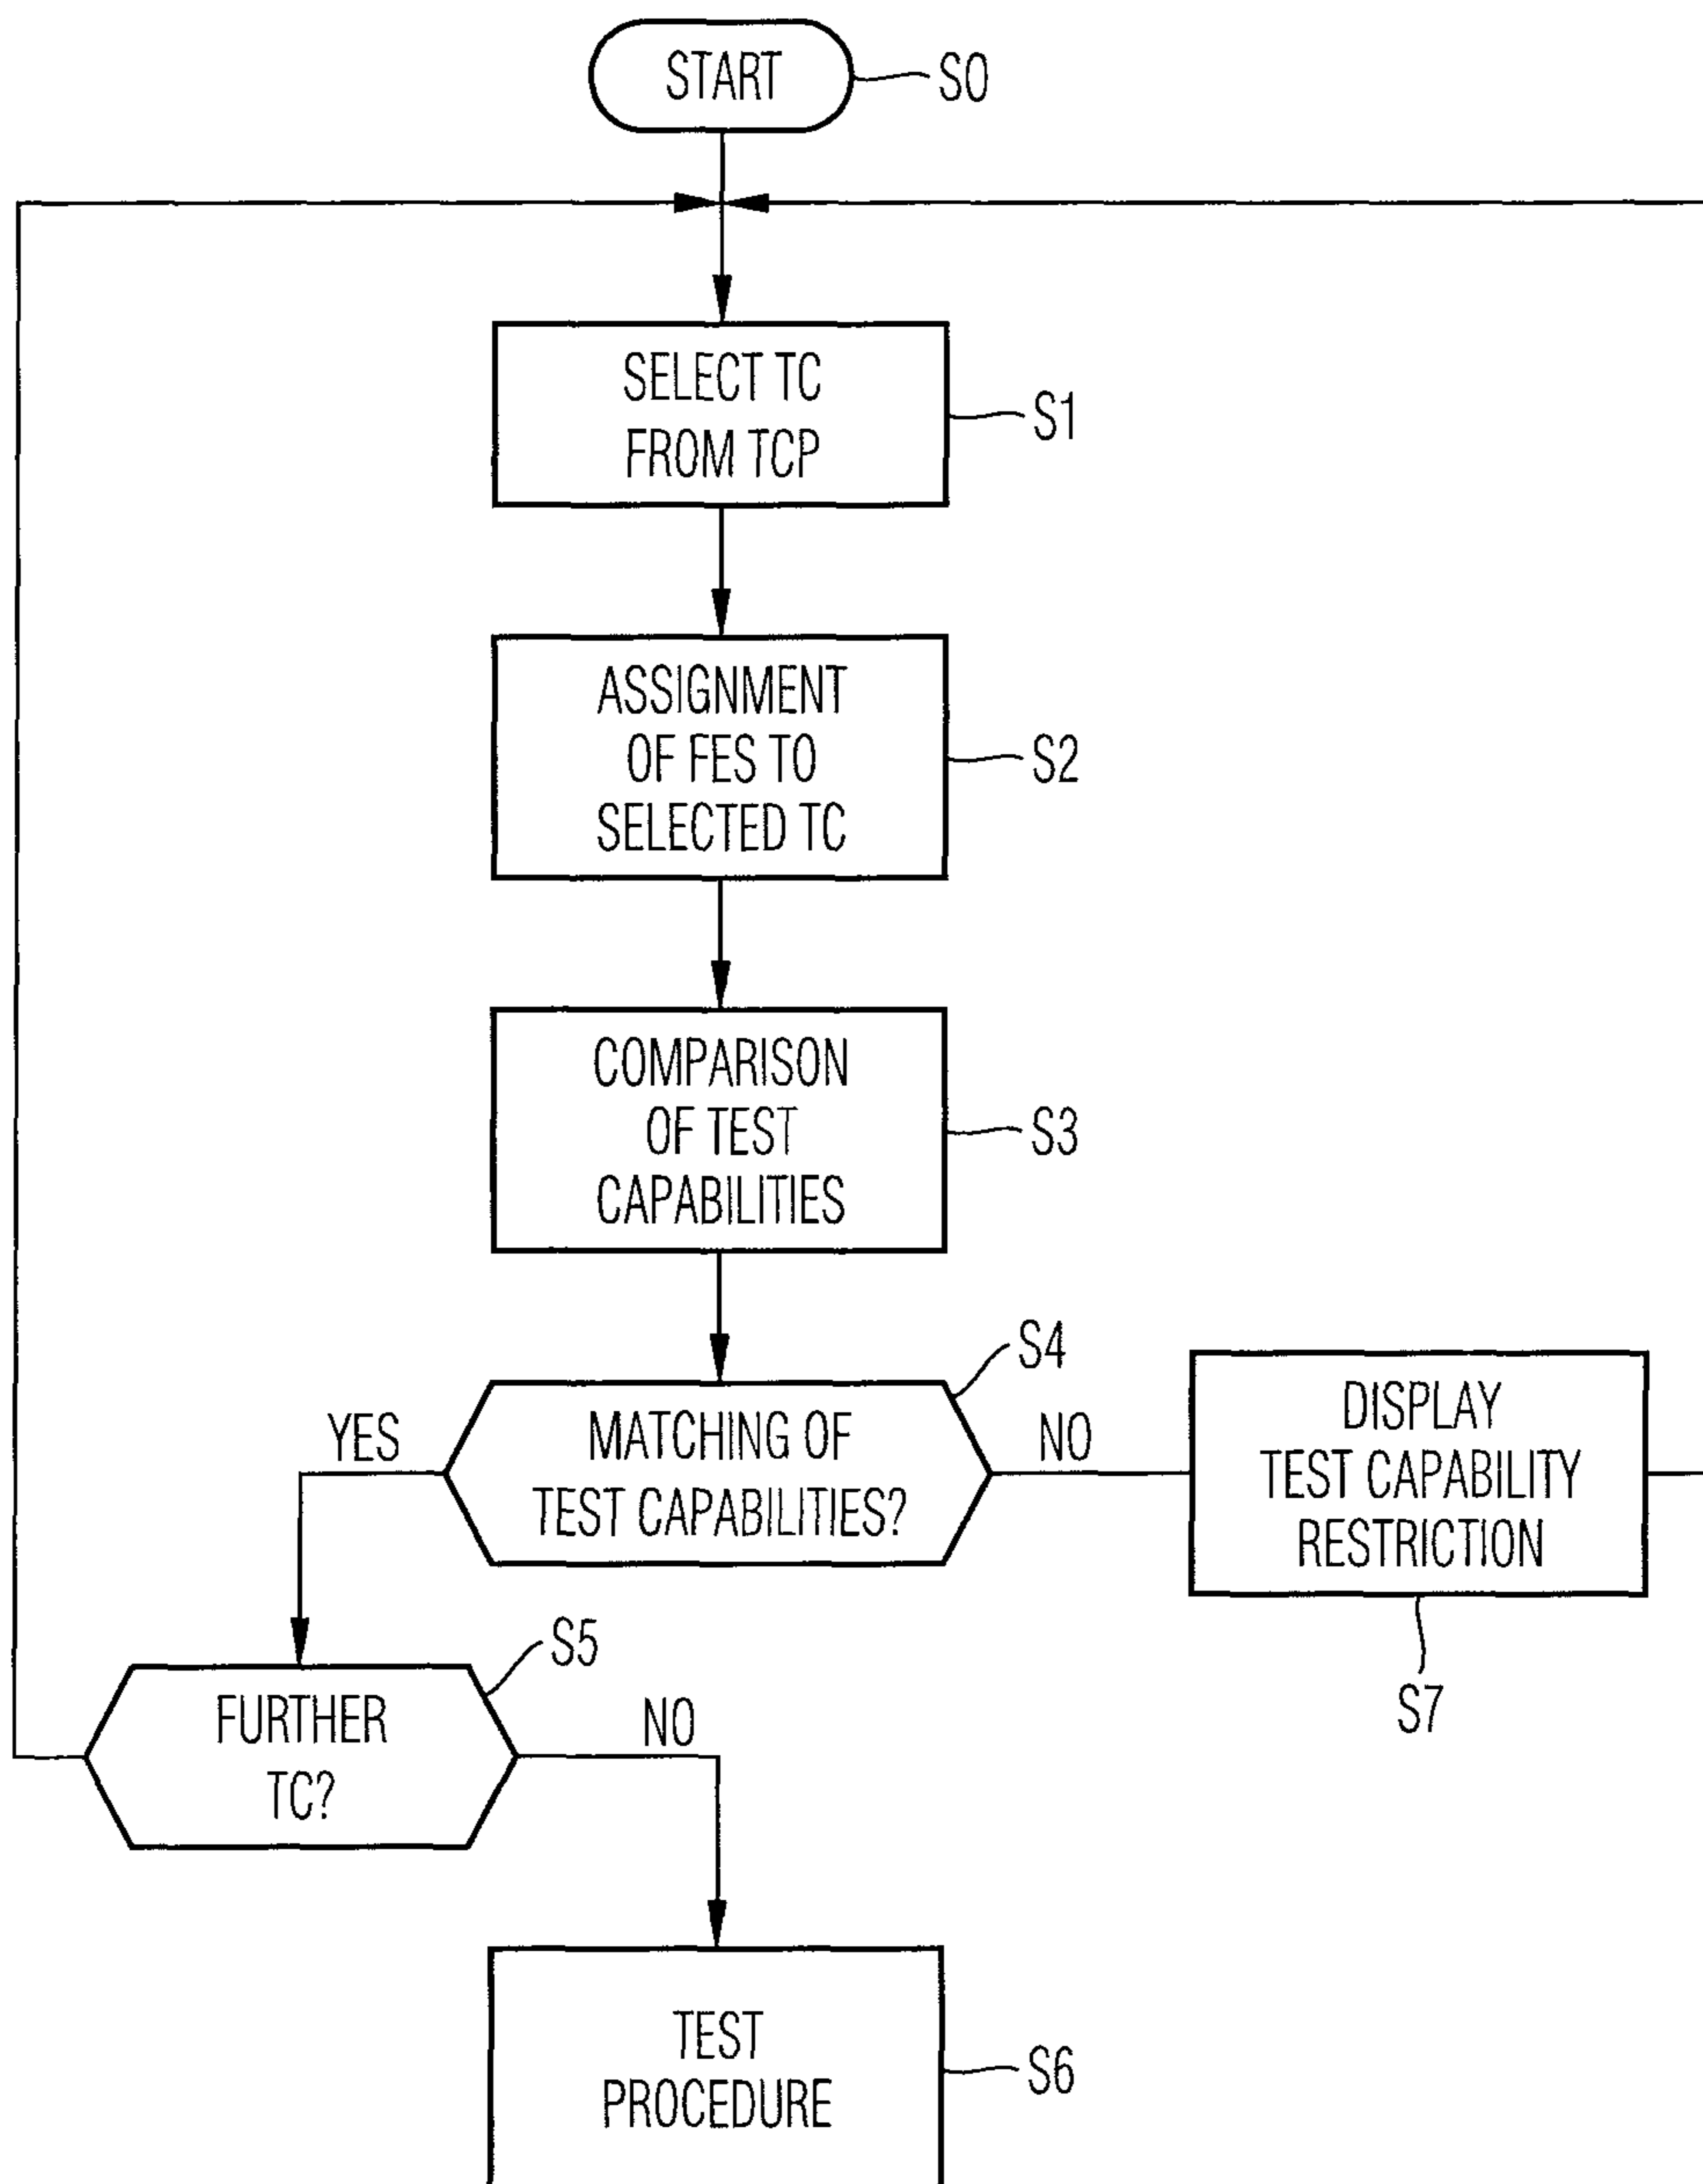 START
S0
SELECT TC
FROM TCP
S1
ASSIGNMENT
OF FES TO
SELECTED TC
S2
COMPARISON
OF TEST
CAPABILITIES
S3
S4
YES
MATCHING OF
TEST CAPABILITIES?
NO
DISPLAY
TEST CAPABILITY
RESTRICTION
S7
S5
FURTHER
TC?
NO
TEST
PROCEDURE
S6